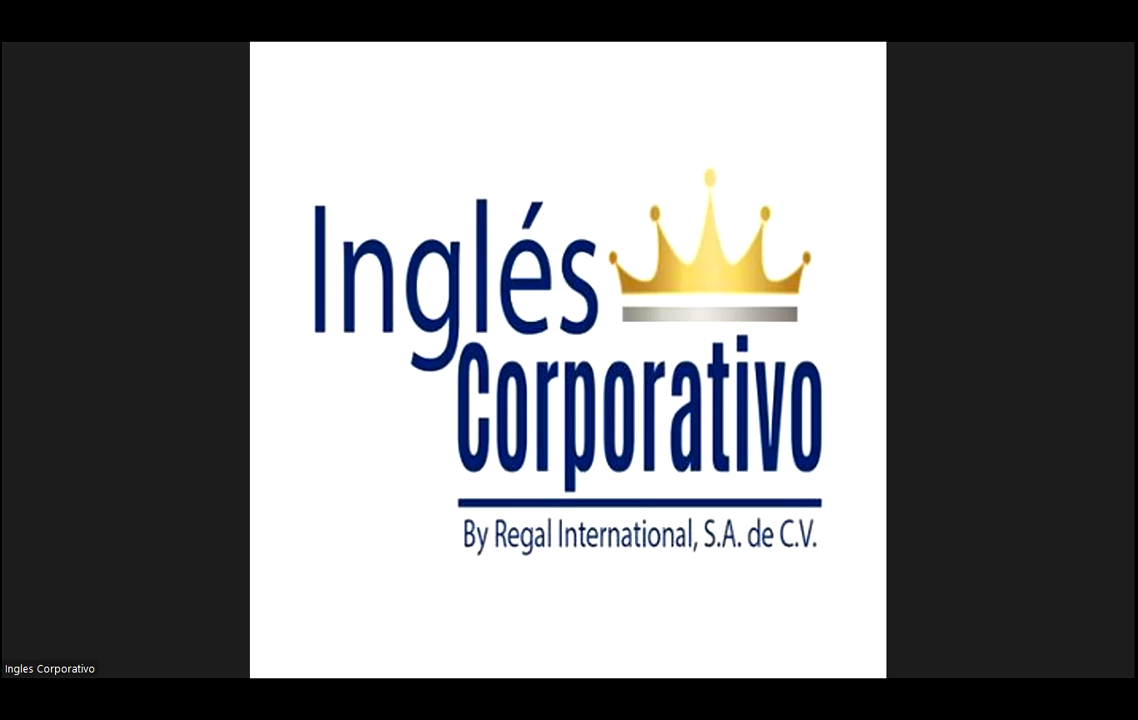 Inglés
Corporativo
By Regal International, S.A. de C.V.
Ingles Corporativo